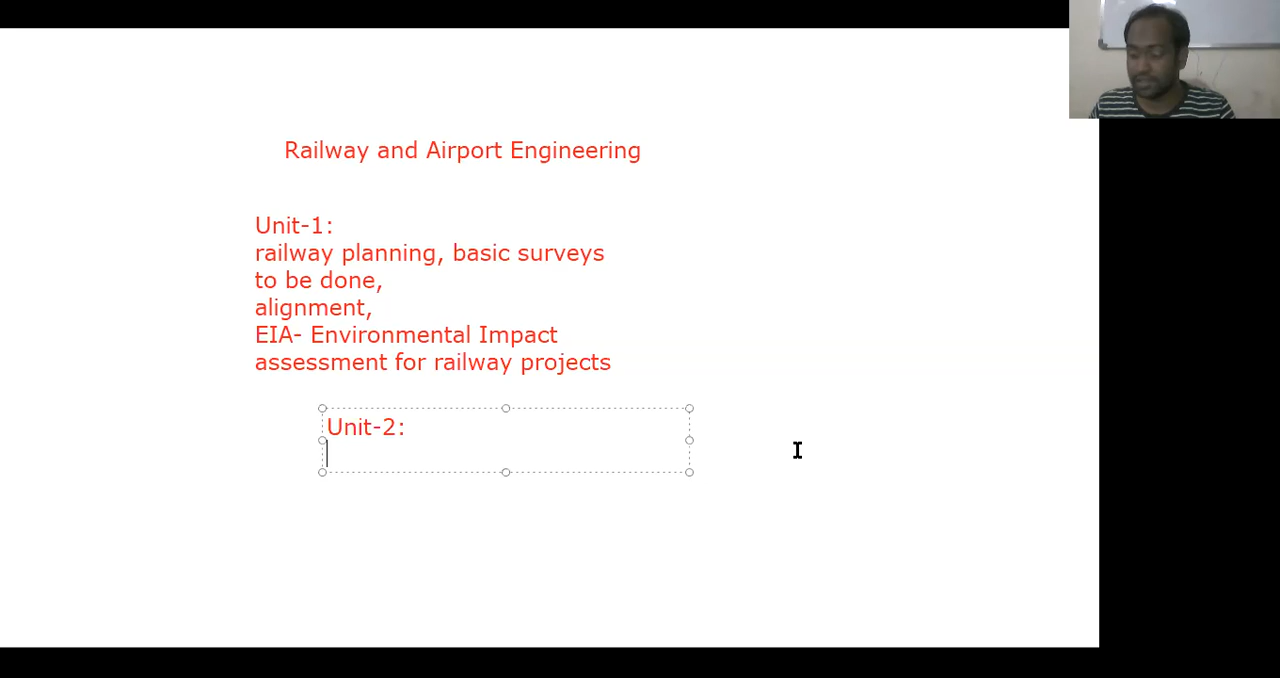 Railway and Airport Engineering
Unit-1:
railway planning, basic surveys
to be done,
alignment,
EIA- Environmental Impact
assessment for railway projects
Unit-2: